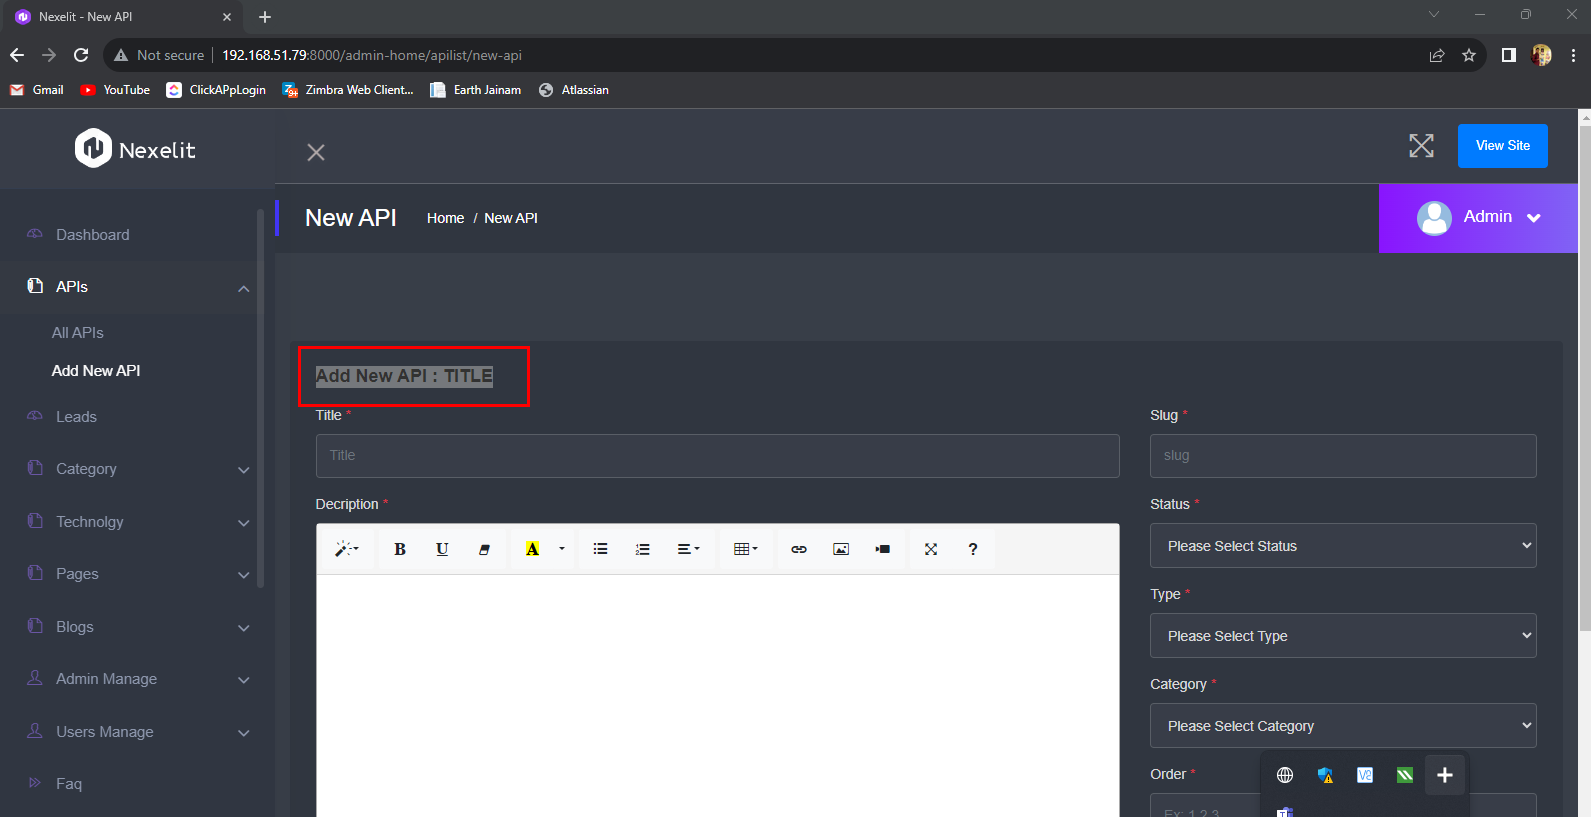 Nexelit - New API
Not secure
192.168.51.79:8000/admin-home/apilist/new-api
Gmail
YouTube
ClickAPpLogin
Zimbra Web Client...
Earth Jainam
Atlassian
Nexelit
View Site
New API
Home / New API
Admin
Dashboard
APIs
All APIs
Add New API
Leads
Category
Technolgy
Pages
Blogs
Admin Manage
Users Manage
Faq
Add New API : TITLE
Title *
Title
Decription *
B U A ?
Slug *
slug
Status *
Please Select Status
Type *
Please Select Type
Category *
Please Select Category
Order *
Ex: 1,2,3